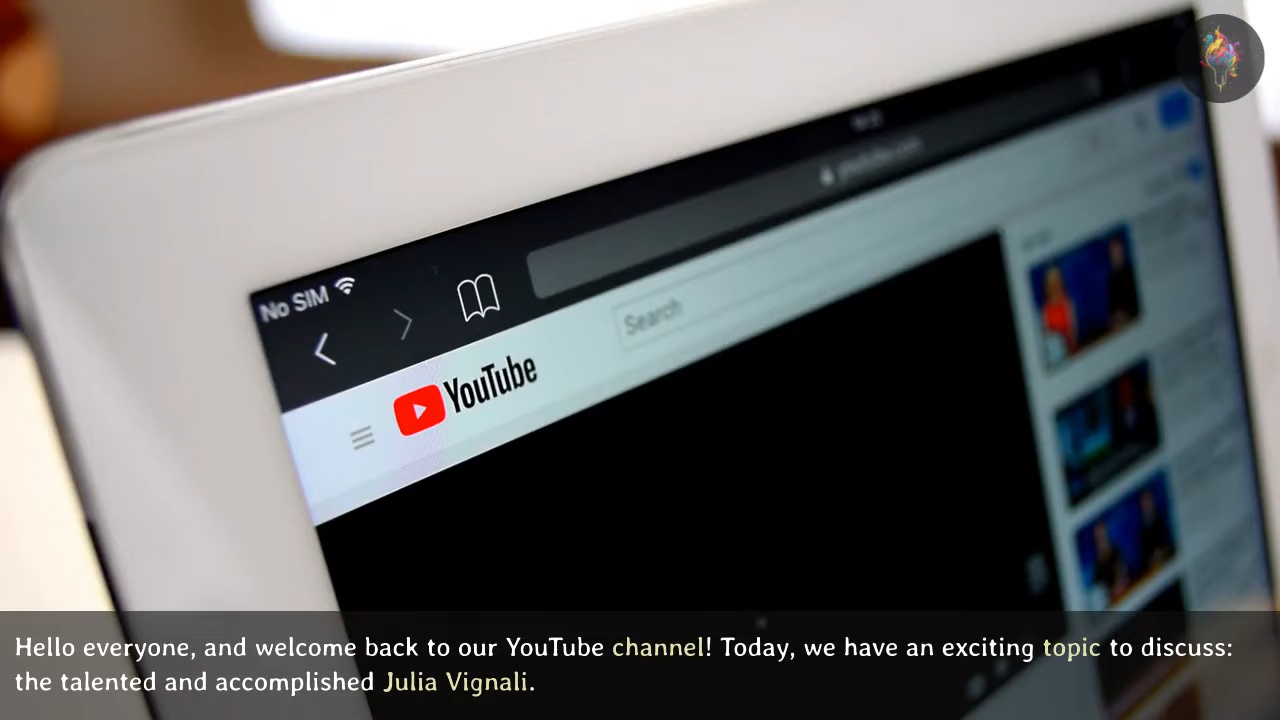 No SIM
Search
YouTube
Hello everyone, and welcome back to our YouTube channel! Today, we have an exciting topic to discuss:
the talented and accomplished Julia Vignali.